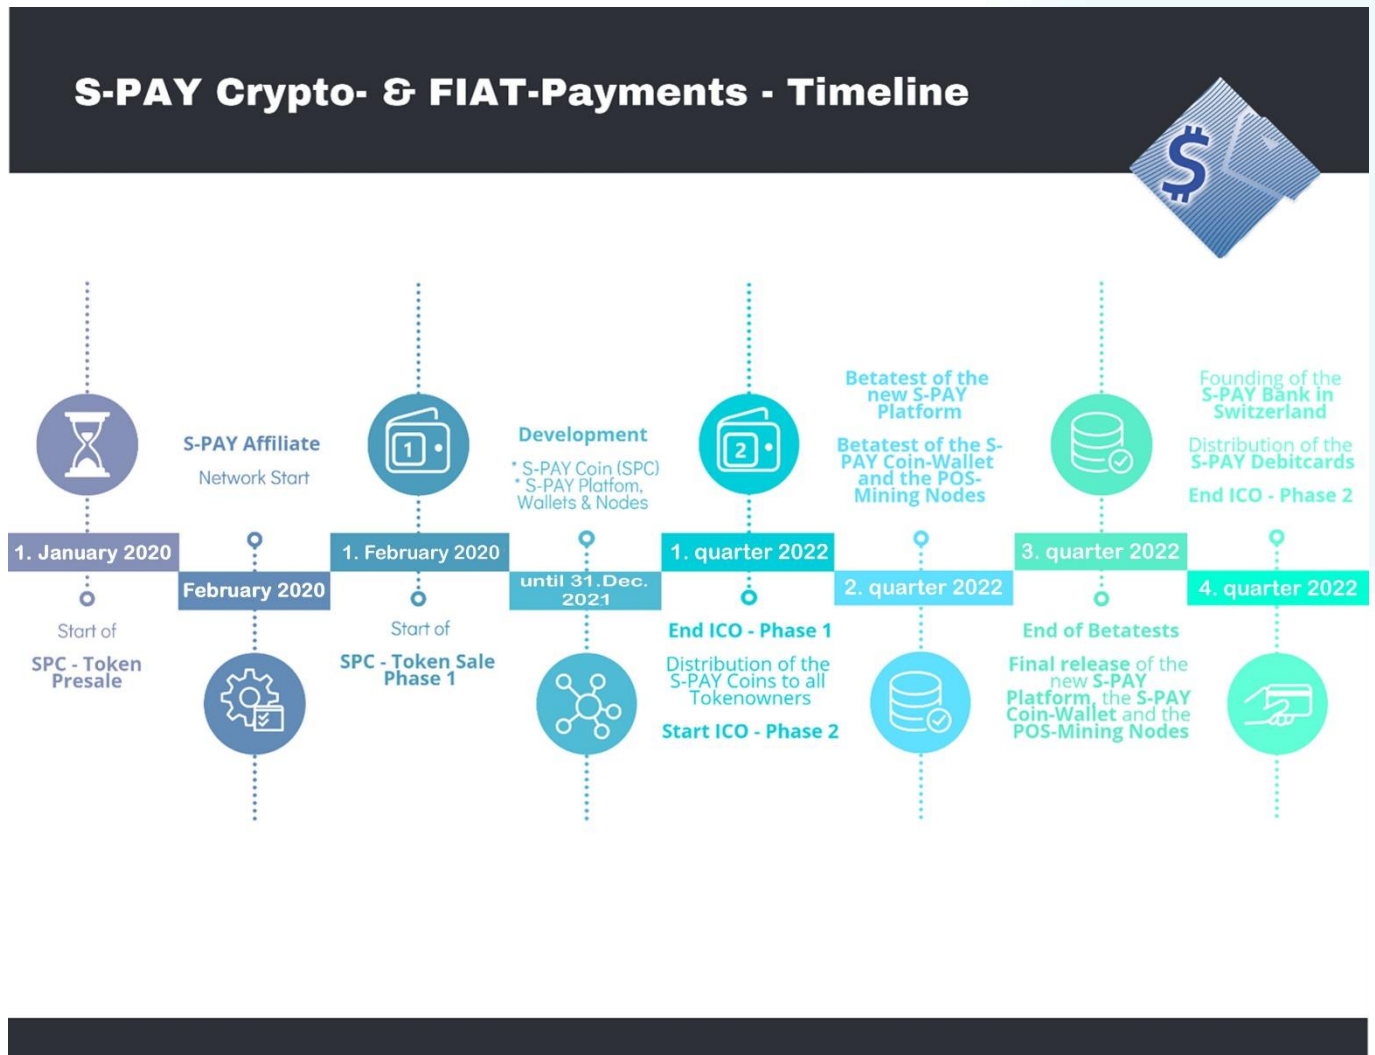 S-PAY Crypto- & FIAT-Payments - Timeline
$
1. January 2020
Start of
SPC - Token
Presale
S-PAY Affiliate
Network Start
February 2020
1
1. February 2020
Start of
SPC - Token Sale
Phase 1
Development
* S-PAY Coin (SPC)
* S-PAY Platfom,
Wallets & Nodes
until 31.Dec.
2021
2
1. quarter 2022
End ICO - Phase 1
Distribution of the
S-PAY Coins to all
Tokenowners
Start ICO - Phase 2
Betatest of the
new S-PAY
Platform
Betatest of the S-
PAY Coin-Wallet
and the POS-
Mining Nodes
2. quarter 2022
3. quarter 2022
End of Betatests
Final release of the
new S-PAY
Platform, the S-PAY
Coin-Wallet and the
POS-Mining Nodes
Founding of the
S-PAY Bank in
Switzerland
Distribution of the
S-PAY Debitcards
End ICO - Phase 2
4. quarter 2022